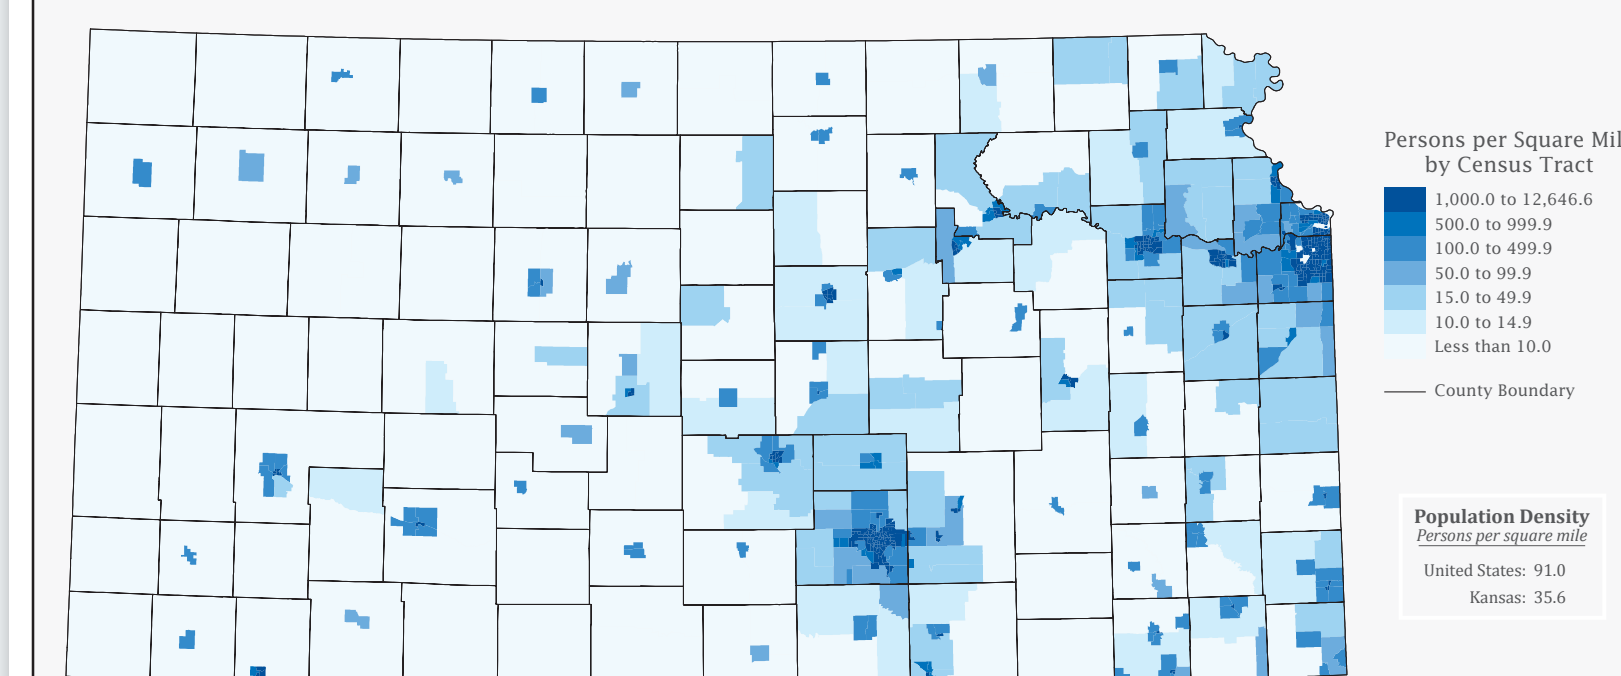 Persons per Square Mil
by Census Tract
1,000.0 to 12,646.6
500.0 to 999.9
100.0 to 499.9
50.0 to 99.9
15.0 to 49.9
10.0 to 14.9
Less than 10.0
County Boundary
Population Density
Persons per square mile
United States: 91.0
Kansas: 35.6